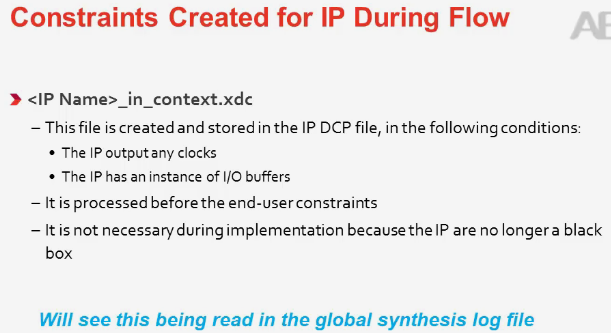 Constraints Created for IP During Flow
<IP Name>_in_context.xdc
– This file is created and stored in the IP DCP file, in the following conditions:
• The IP output any clocks
• The IP has an instance of I/O buffers
– It is processed before the end-user constraints
– It is not necessary during implementation because the IP are no longer a black
box
Will see this being read in the global synthesis log file